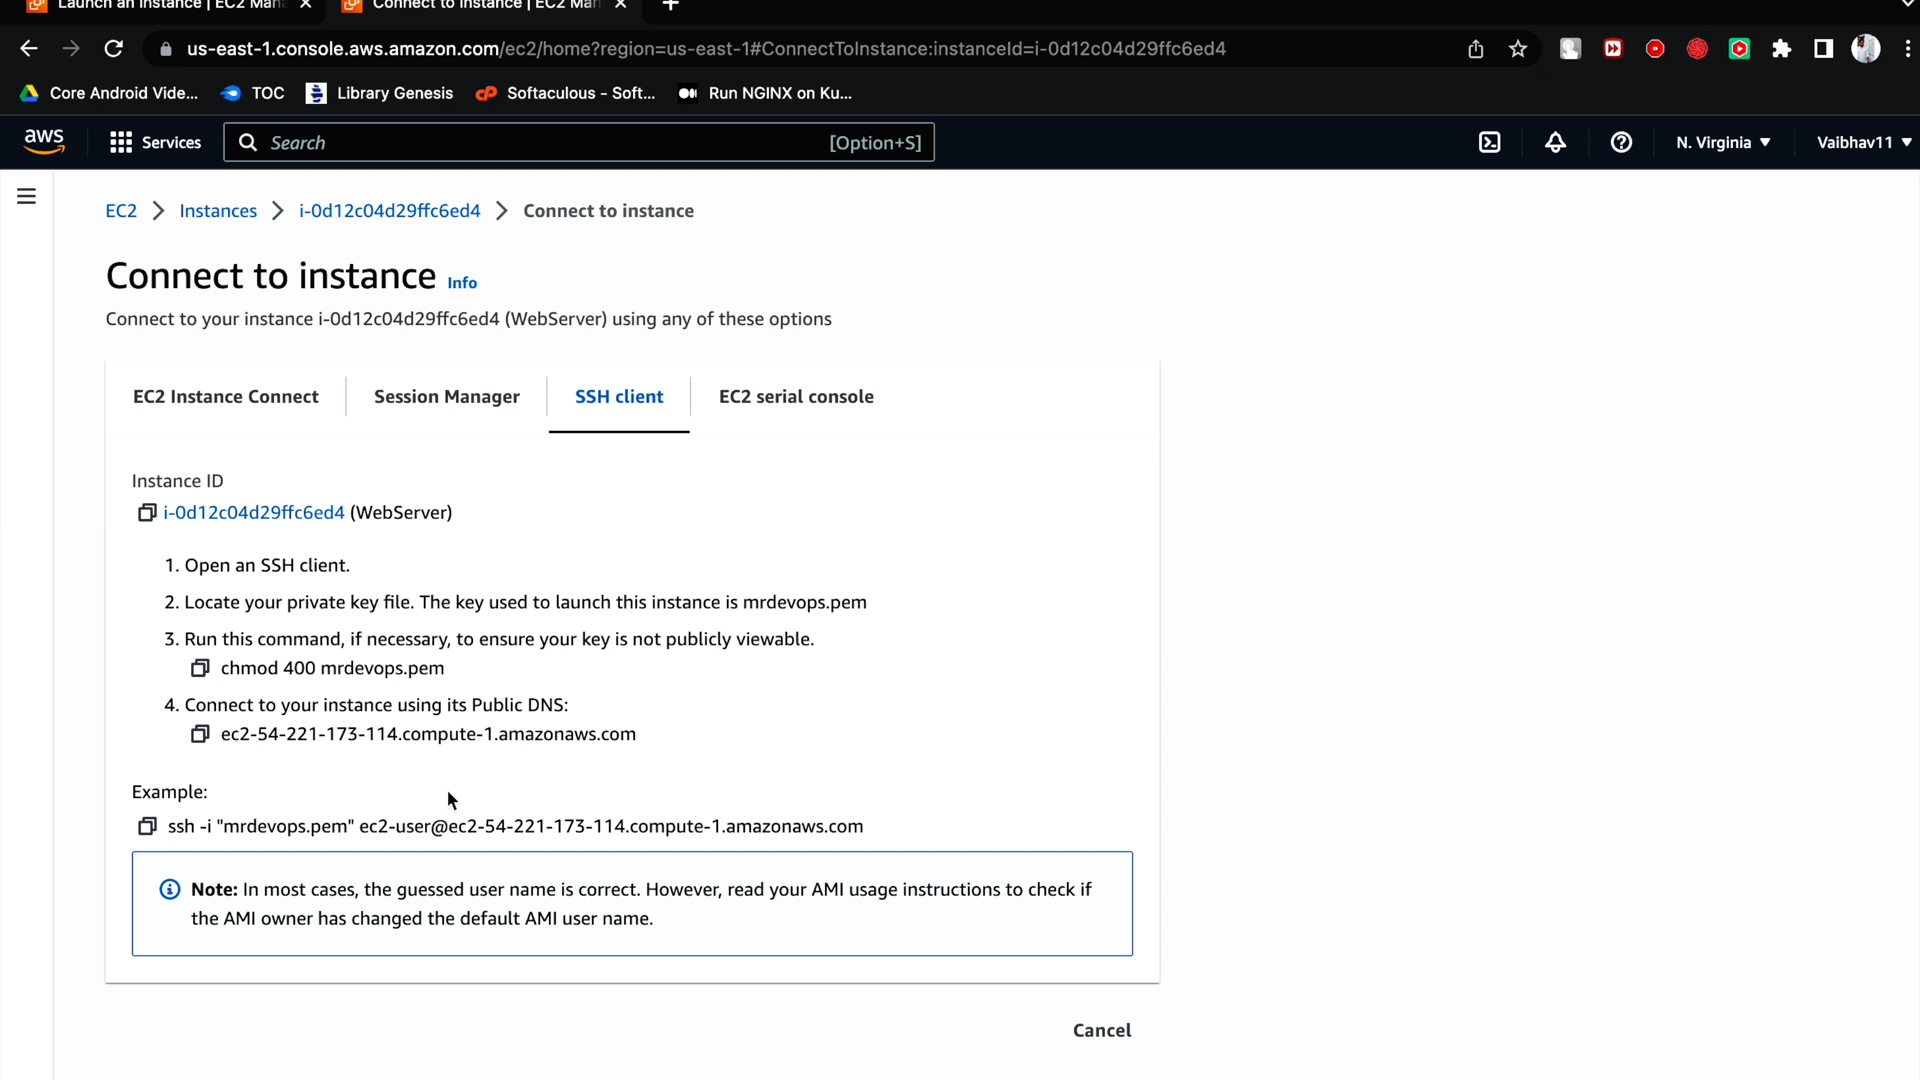 Launch an instance | EC2 Mana
Connect to instance | EC2 Man
us-east-1.console.aws.amazon.com/ec2/home?region=us-east-1#ConnectToInstance:instanceId=i-0d12c04d29ffc6ed4
Core Android Vide... TOC Library Genesis Softaculous - Soft... Run NGINX on Ku...
aws Services Search [Option+S] N. Virginia Vaibhav11
EC2 Instances i-0d12c04d29ffc6ed4 Connect to instance
Connect to instance Info
Connect to your instance i-0d12c04d29ffc6ed4 (WebServer) using any of these options
EC2 Instance Connect Session Manager SSH client EC2 serial console
Instance ID
i-0d12c04d29ffc6ed4 (WebServer)
1. Open an SSH client.
2. Locate your private key file. The key used to launch this instance is mrdevops.pem
3. Run this command, if necessary, to ensure your key is not publicly viewable.
chmod 400 mrdevops.pem
4. Connect to your instance using its Public DNS:
ec2-54-221-173-114.compute-1.amazonaws.com
Example:
ssh -i "mrdevops.pem" ec2-user@ec2-54-221-173-114.compute-1.amazonaws.com
Note: In most cases, the guessed user name is correct. However, read your AMI usage instructions to check if
the AMI owner has changed the default AMI user name.
Cancel